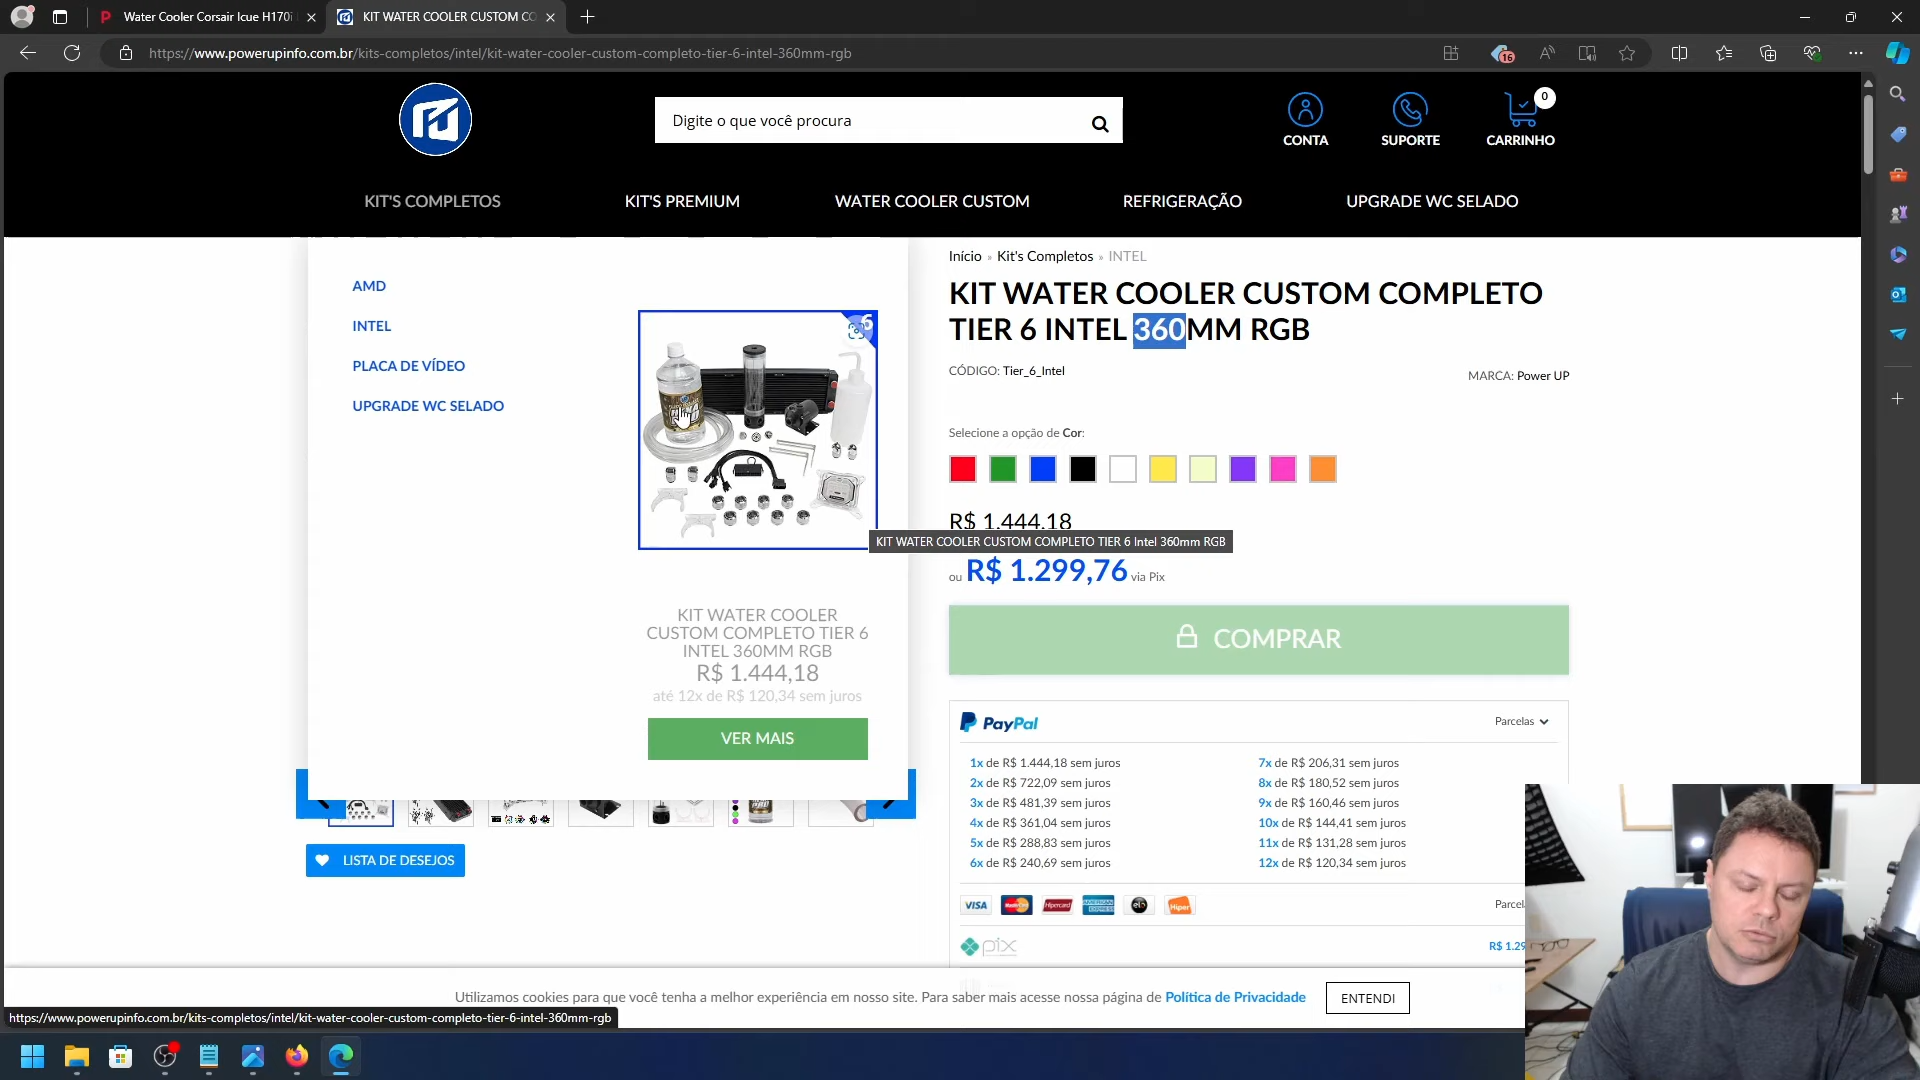 Water Cooler Corsair Icue H170i
KIT WATER COOLER CUSTOM CO
https://www.powerupinfo.com.br/kits-completos/intel/kit-water-cooler-custom-completo-tier-6-intel-360mm-rgb
16
Digite o que você procura
CONTA
SUPORTE
0
CARRINHO
KIT'S COMPLETOS
KIT'S PREMIUM
WATER COOLER CUSTOM
REFRIGERAÇÃO
UPGRADE WC SELADO
AMD
INTEL
PLACA DE VÍDEO
UPGRADE WC SELADO
6
KIT WATER COOLER
CUSTOM COMPLETO TIER 6
INTEL 360MM RGB
R$ 1.444,18
até 12x de R$ 120,34 sem juros
VER MAIS
LISTA DE DESEJOS
Início » Kit's Completos » INTEL
KIT WATER COOLER CUSTOM COMPLETO
TIER 6 INTEL 360MM RGB
CÓDIGO: Tier_6_Intel
MARCA: Power UP
Selecione a opção de Cor:
R$ 1.444,18
KIT WATER COOLER CUSTOM COMPLETO TIER 6 Intel 360mm RGB
ou R$ 1.299,76 via Pix
COMPRAR
PayPal
Parcelas
1x de R$ 1.444,18 sem juros
2x de R$ 722,09 sem juros
3x de R$ 481,39 sem juros
4x de R$ 361,04 sem juros
5x de R$ 288,83 sem juros
6x de R$ 240,69 sem juros
7x de R$ 206,31 sem juros
8x de R$ 180,52 sem juros
9x de R$ 160,46 sem juros
10x de R$ 144,41 sem juros
11x de R$ 131,28 sem juros
12x de R$ 120,34 sem juros
VISA
MasterCard
Hipercard
AMERICAN EXPRESS
elo
Hiper
Parcel
pix
R$ 1.29
Utilizamos cookies para que você tenha a melhor experiência em nosso site. Para saber mais acesse nossa página de Política de Privacidade
ENTENDI
https://www.powerupinfo.com.br/kits-completos/intel/kit-water-cooler-custom-completo-tier-6-intel-360mm-rgb